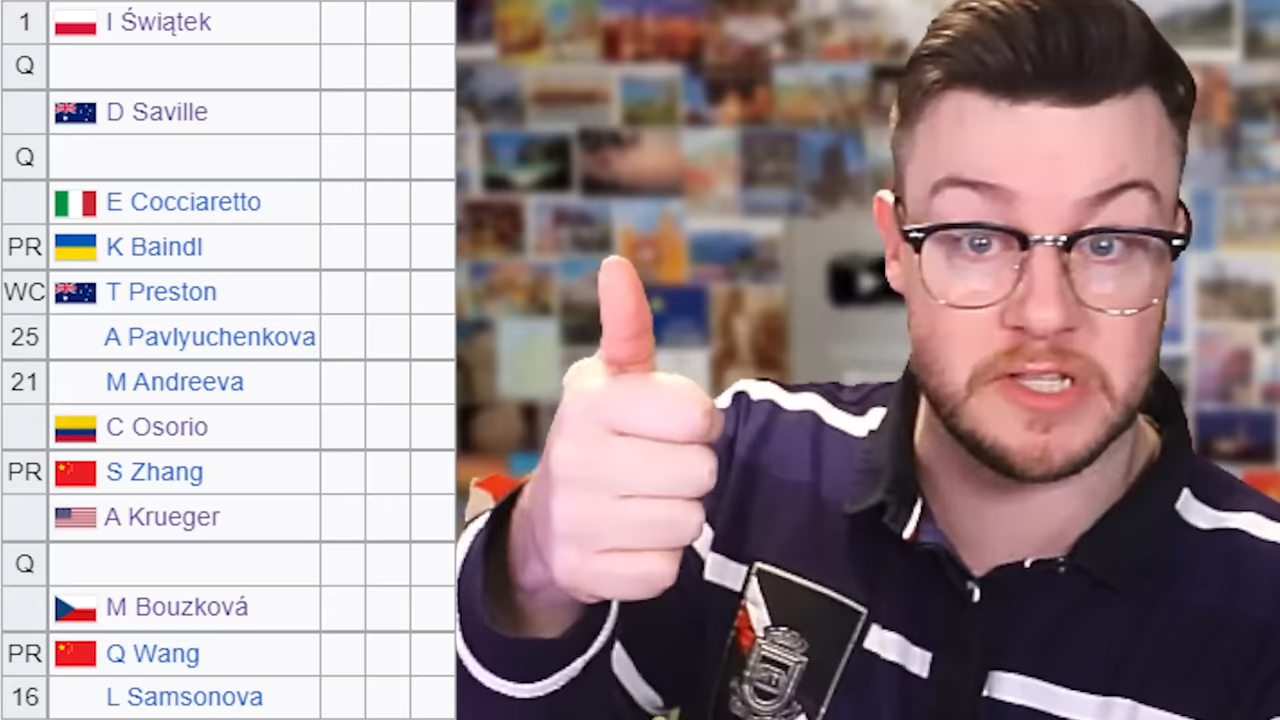 1 I Świątek
Q
D Saville
Q
E Cocciaretto
PR K Baindl
WC T Preston
25 A Pavlyuchenkova
21 M Andreeva
C Osorio
PR S Zhang
A Krueger
Q
M Bouzková
PR Q Wang
16 L Samsonova